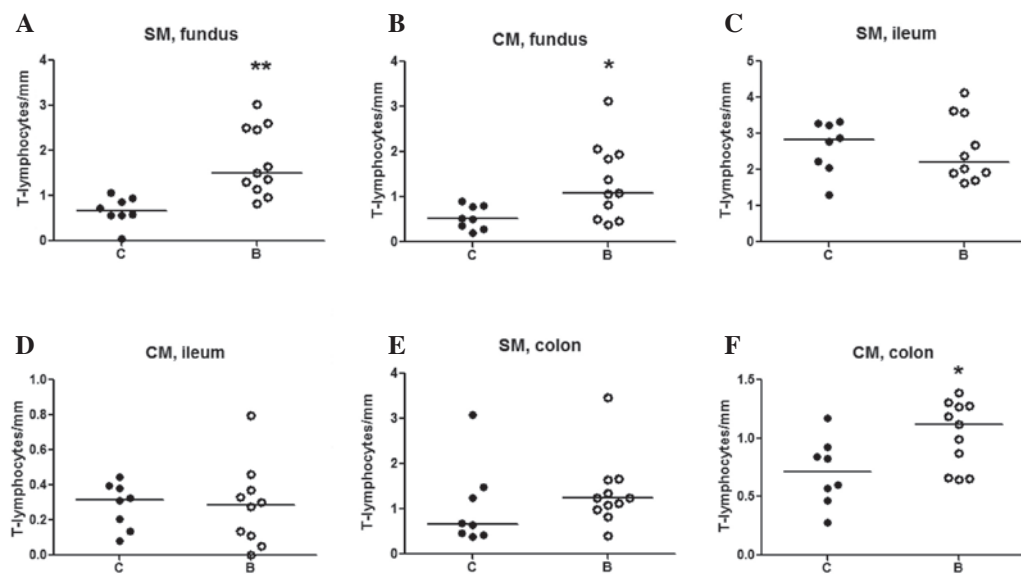 A
SM, fundus
T-lymphocytes/mm
4
3
2
1
0
**
C
B
B
CM, fundus
T-lymphocytes/mm
4
3
2
1
0
*
C
B
C
SM, ileum
T-lymphocytes/mm
5
4
3
2
1
0
C
B
D
CM, ileum
T-lymphocytes/mm
1.0
0.8
0.6
0.4
0.2
0.0
C
B
E
SM, colon
T-lymphocytes/mm
4
3
2
1
0
C
B
F
CM, colon
T-lymphocytes/mm
1.5
1.0
0.5
0.0
*
C
B